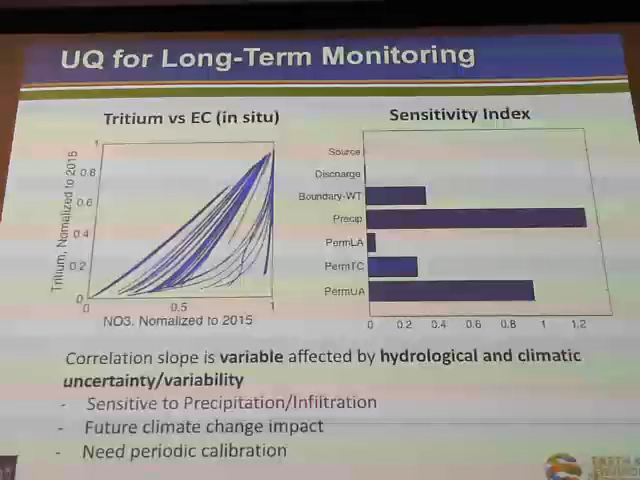 UQ for Long-Term Monitoring
Tritium vs EC (in situ)
Sensitivity Index
Tritium, Nomalized to 2015
1
0.8
0.6
0.4
0.2
0
0
0.5
1
NO3. Nomalized to 2015
Source
Discharge
Boundary-WT
Precip
PermLA
PermTC
PermUA
0 0.2 0.4 0.6 0.8 1 1.2
Correlation slope is variable affected by hydrological and climatic
uncertainty/variability
- Sensitive to Precipitation/Infiltration
- Future climate change impact
- Need periodic calibration